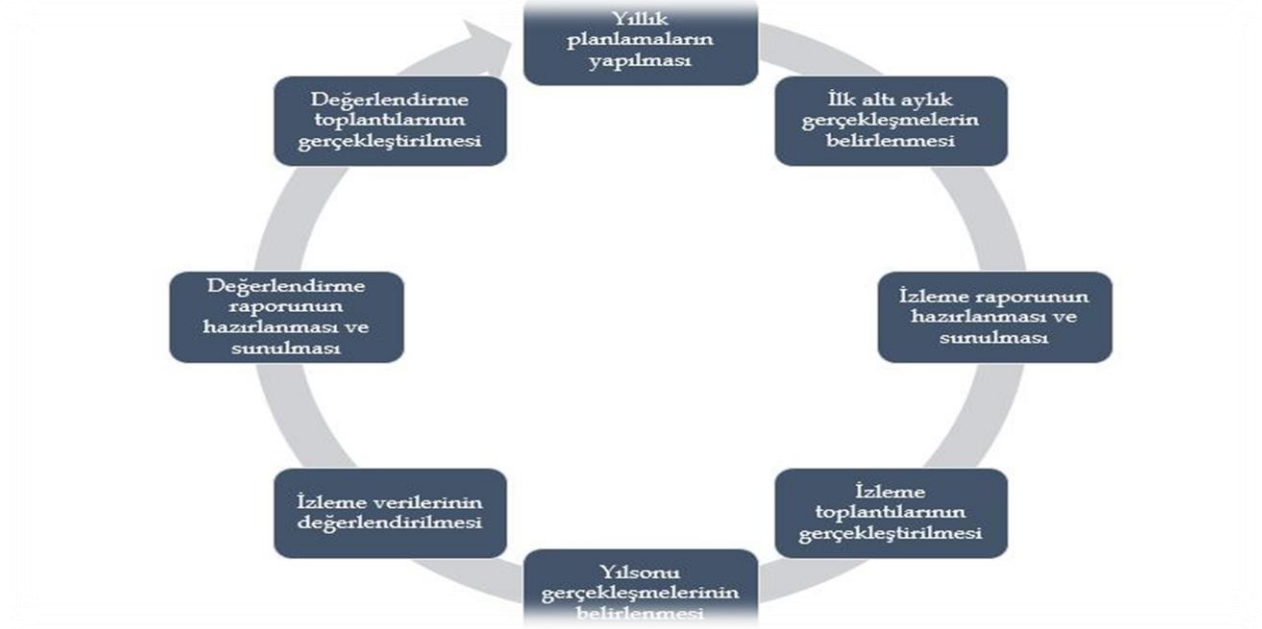 Yıllık
planlamaların
yapılması
İlk altı aylık
gerçekleşmelerin
belirlenmesi
İzleme raporunun
hazırlanması ve
sunulması
İzleme
toplantılarının
gerçekleştirilmesi
Yılsonu
gerçekleşmelerinin
belirlenmesi
İzleme verilerinin
değerlendirilmesi
Değerlendirme
raporunun
hazırlanması ve
sunulması
Değerlendirme
toplantılarının
gerçekleştirilmesi